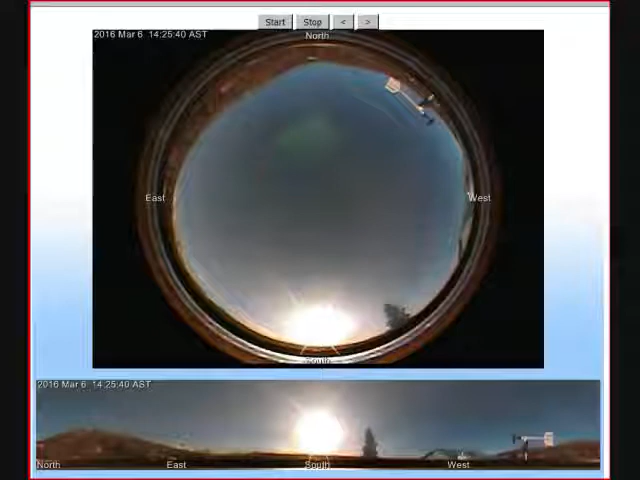 Start Stop < >
2016 Mar 6 14:25:40 AST
North
East
West
South
2016 Mar 6 14:25:40 AST
North East South West